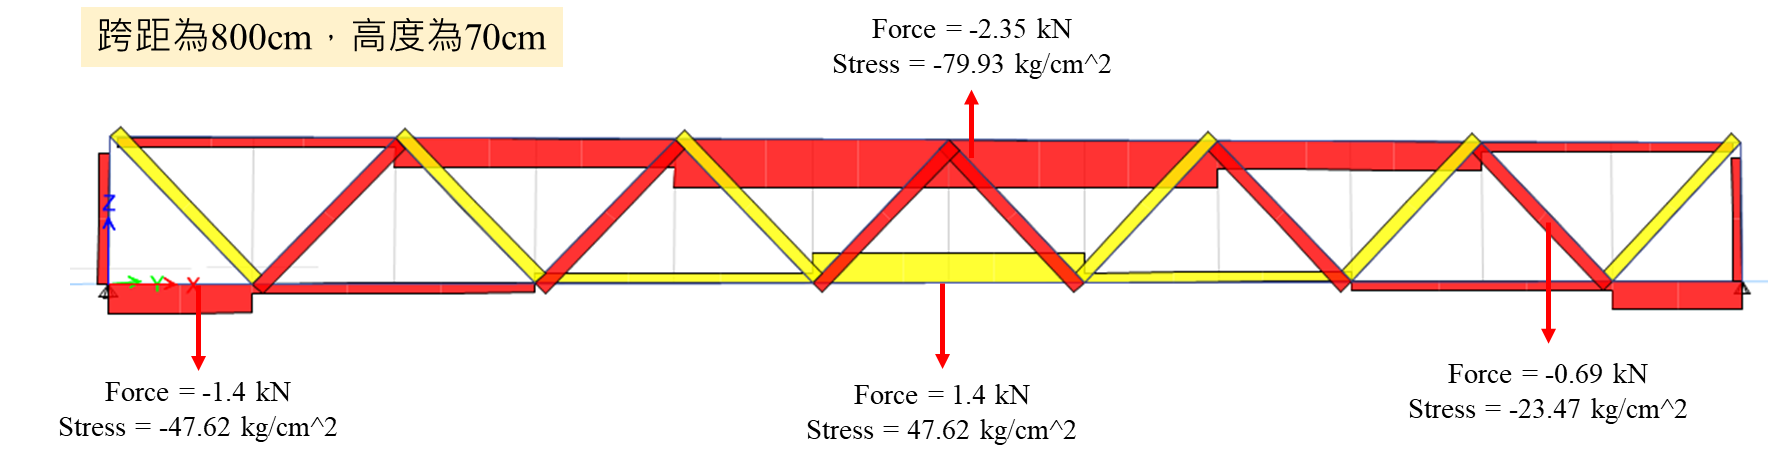 跨距為800cm，高度為70cm
Force = -2.35 kN
Stress = -79.93 kg/cm^2
Z
Y
X
Force = -1.4 kN
Stress = -47.62 kg/cm^2
Force = 1.4 kN
Stress = 47.62 kg/cm^2
Force = -0.69 kN
Stress = -23.47 kg/cm^2